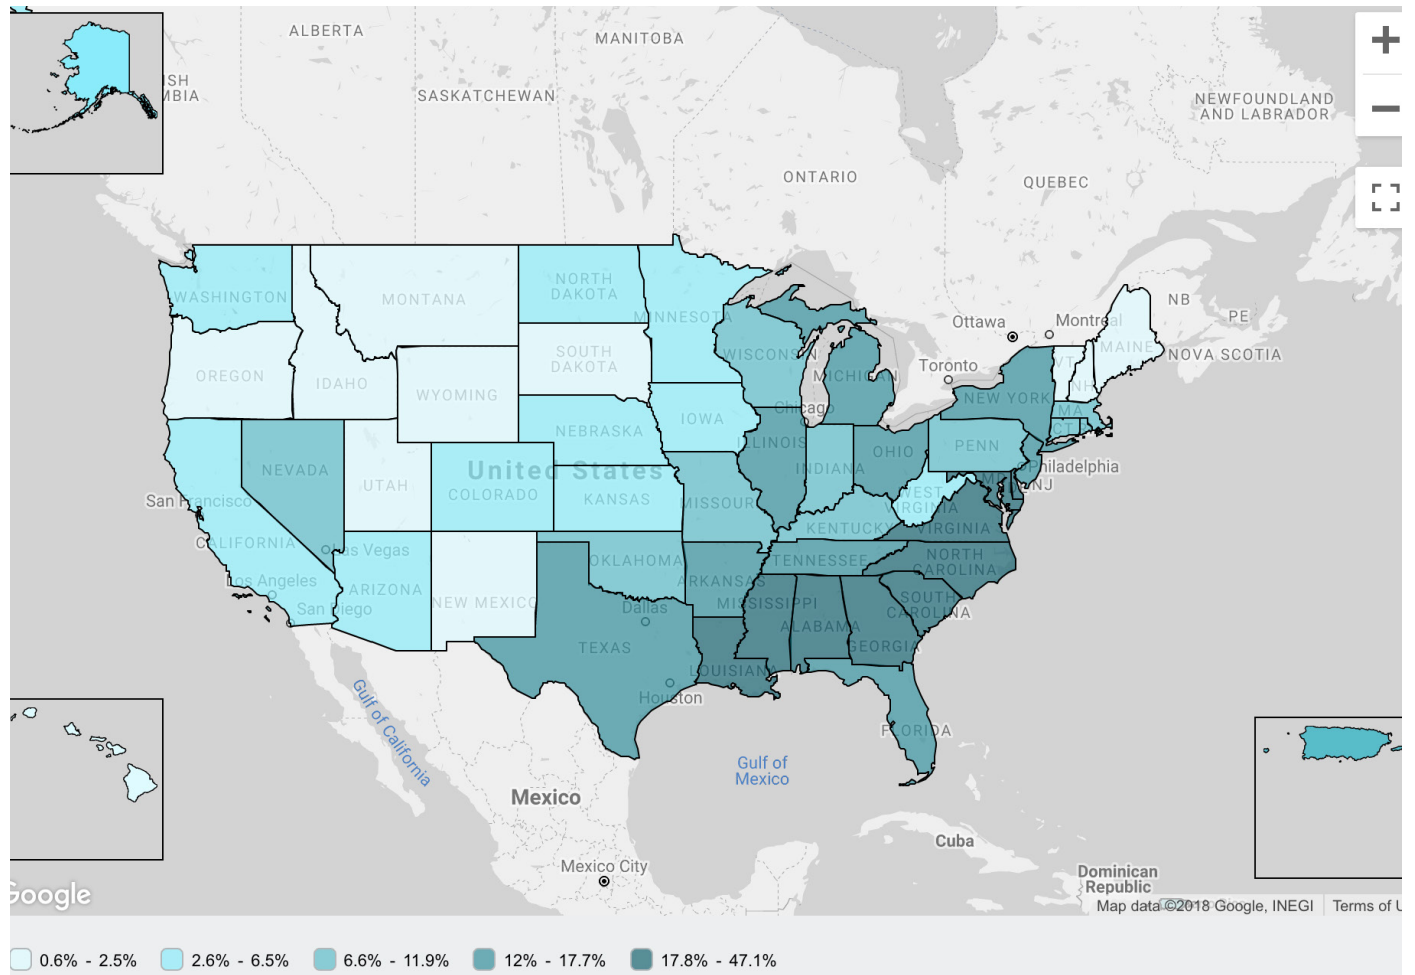 ALBERTA
MANITOBA
ISH
MBIA
SASKATCHEWAN
NEWFOUNDLAND
AND LABRADOR
ONTARIO
QUEBEC
NORTH
DAKOTA
WASHINGTON
MONTANA
NB
MINNESOTA
PE
Ottawa
Montreal
MAINE
NOVA SCOTIA
SOUTH
DAKOTA
WISCONSIN
VT
Toronto
OREGON
IDAHO
MICHIGAN
NH
WYOMING
NEW YORK
Chicago
MA
IOWA
CT
NEBRASKA
ILLINOIS
PENN
OHIO
NEVADA
United States
INDIANA
Philadelphia
UTAH
COLORADO
KANSAS
MD
NJ
San Francisco
MISSOURI
WEST
VIRGINIA
KENTUCKY
VIRGINIA
CALIFORNIA
Las Vegas
OKLAHOMA
TENNESSEE
NORTH
CAROLINA
Los Angeles
ARIZONA
ARKANSAS
NEW MEXICO
San Diego
Dallas
MISSISSIPPI
SOUTH
CAROLINA
ALABAMA
TEXAS
GEORGIA
LOUISIANA
Houston
Gulf of California
FLORIDA
Gulf of
Mexico
Mexico
Cuba
Mexico City
Dominican
Republic
Google
Map data ©2018 Google, INEGI
Terms of U
0.6% - 2.5%
2.6% - 6.5%
6.6% - 11.9%
12% - 17.7%
17.8% - 47.1%